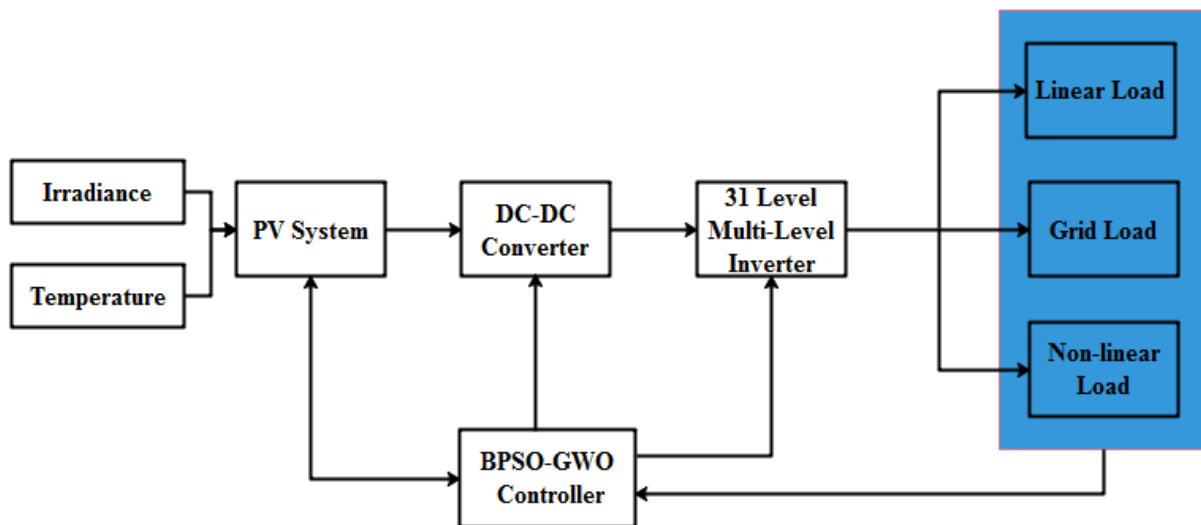 Irradiance
Temperature
PV System
DC-DC
Converter
31 Level
Multi-Level
Inverter
Linear Load
Grid Load
Non-linear
Load
BPSO-GWO
Controller